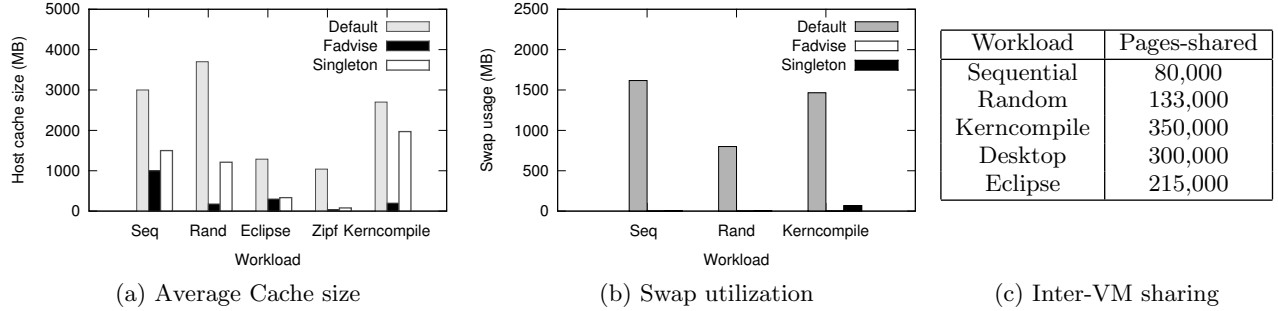 Host cache size (MB)
5000
4000
3000
2000
1000
0
Default
Fadvise
Singleton
Seq Rand Eclipse Zipf Kerncompile
Workload
(a) Average Cache size
Swap usage (MB)
2500
2000
1500
1000
500
0
Default
Fadvise
Singleton
Seq Rand Kerncompile
Workload
(b) Swap utilization
Workload Pages-shared
Sequential 80,000
Random 133,000
Kerncompile 350,000
Desktop 300,000
Eclipse 215,000
(c) Inter-VM sharing